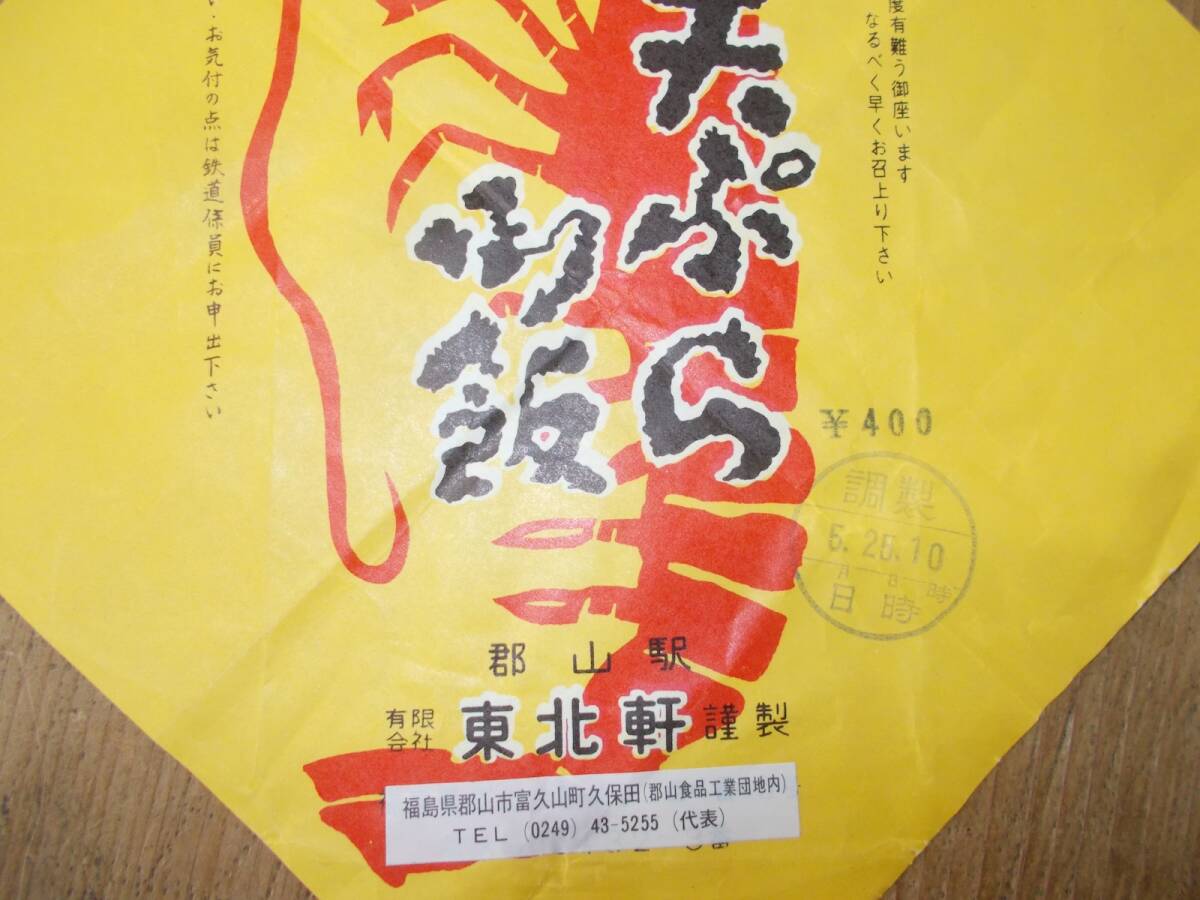 度有難う御座います
なるべく早くお召上り下さい
天ぷら
御飯
い・お気付の点は鉄道係員にお申出下さい
¥400
調製
5.25.10
月 日 時
日時
郡山駅
有限会社 東北軒 謹製
福島県郡山市富久山町久保田(郡山食品工業団地内)
TEL (0249) 43-5255 (代表)